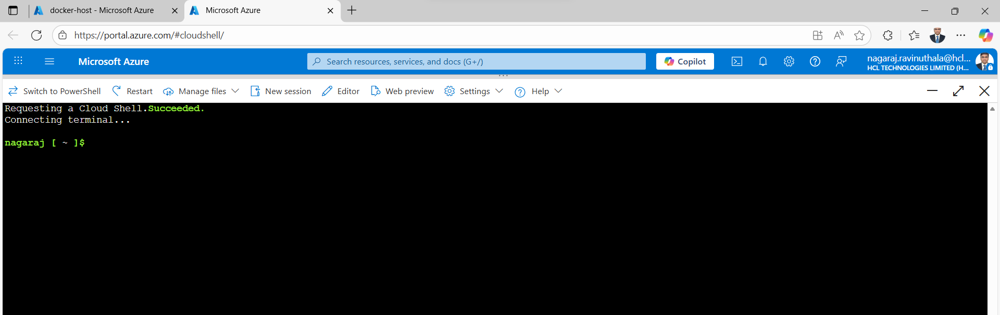 docker-host - Microsoft Azure
Microsoft Azure
https://portal.azure.com/#cloudshell/
Microsoft Azure
Search resources, services, and docs (G+/)
Copilot
nagaraj.ravinuthala@hcl...
HCL TECHNOLOGIES LIMITED (H...
Switch to PowerShell
Restart
Manage files
New session
Editor
Web preview
Settings
Help
Requesting a Cloud Shell.Succeeded.
Connecting terminal...
nagaraj [ ~ ]$